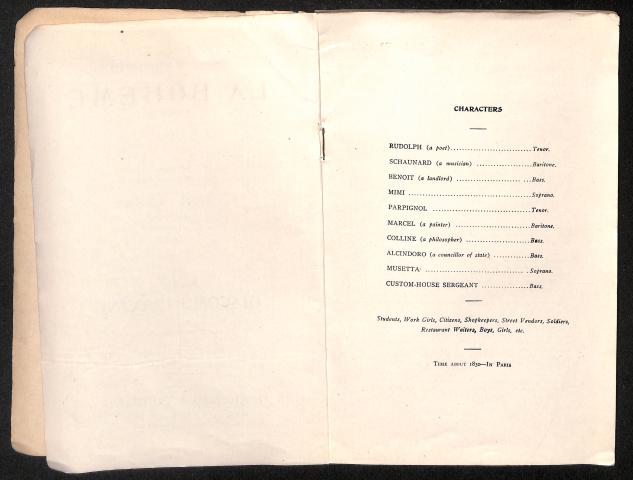 CHARACTERS
RUDOLPH (a poet)..............................Tenor.
SCHAUNARD (a musician) ....................Baritone.
BENOIT (a landlord) ..........................Bass.
MIMI ..............................................Soprano.
PARPIGNOL ....................................Tenor.
MARCEL (a painter) ...........................Baritone.
COLLINE (a philosopher) .......................Bass.
ALCINDORO (a councillor of state) .............Bass.
MUSETTA ......................................Soprano.
CUSTOM-HOUSE SERGEANT .................Bass.
Students, Work Girls, Citizens, Shopkeepers, Street Vendors, Soldiers,
Restaurant Waiters, Boys, Girls, etc.
TIME ABOUT 1830—IN PARIS
LA BOHEME